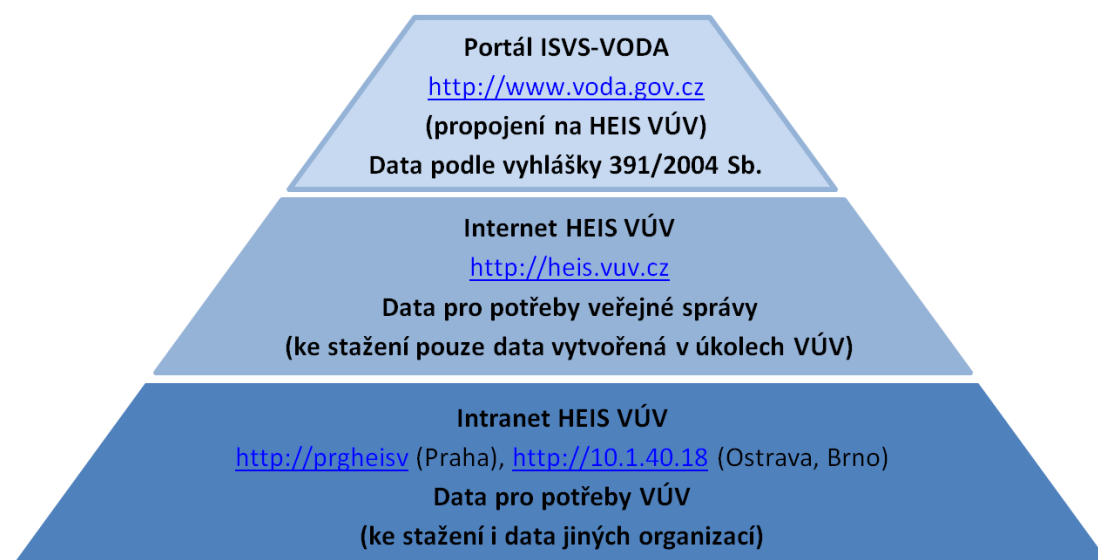 Portál ISVS-VODA
http://www.voda.gov.cz
(propojení na HEIS VÚV)
Data podle vyhlášky 391/2004 Sb.
Internet HEIS VÚV
http://heis.vuv.cz
Data pro potřeby veřejné správy
(ke stažení pouze data vytvořená v úkolech VÚV)
Intranet HEIS VÚV
http://prgheisv (Praha), http://10.1.40.18 (Ostrava, Brno)
Data pro potřeby VÚV
(ke stažení i data jiných organizací)